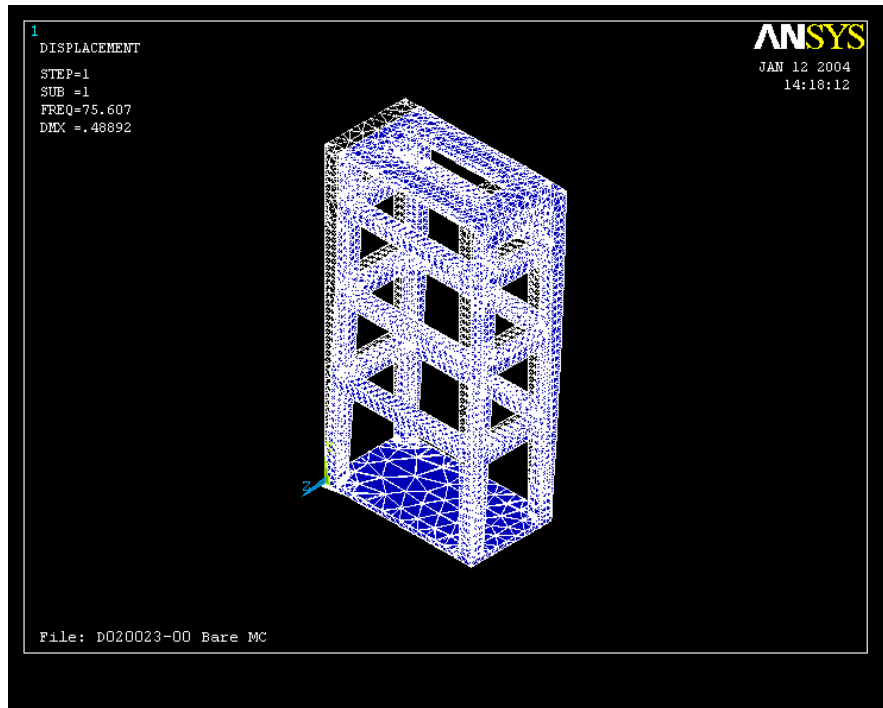 1
DISPLACEMENT
STEP=1
SUB =1
FREQ=75.607
DMX =.48892
ANSYS
JAN 12 2004
14:18:12
Z
File: D020023-00 Bare MC